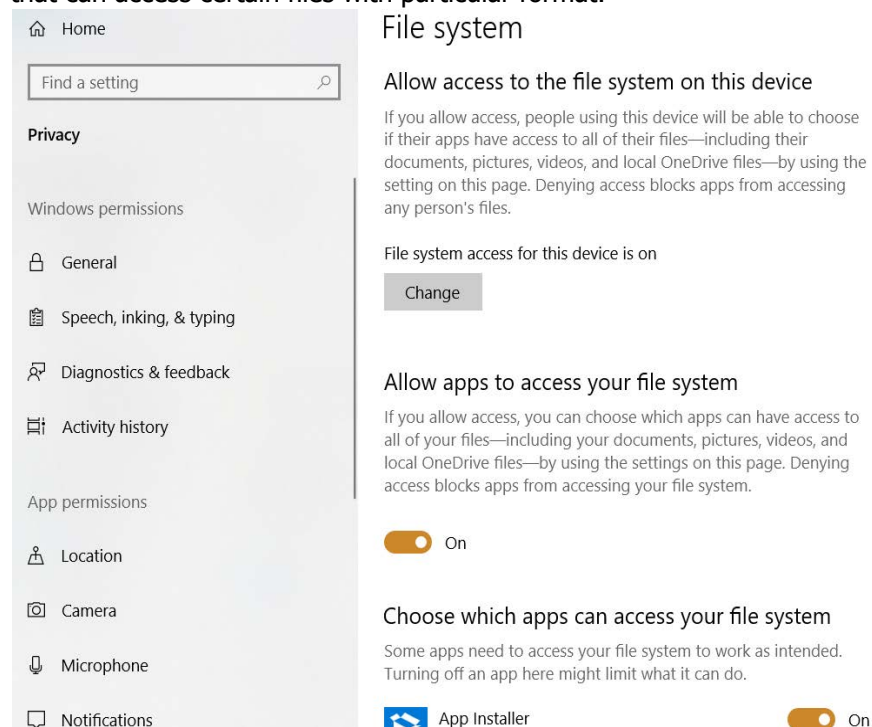 that can access certain files with particular format.
Home
Find a setting
Privacy
Windows permissions
General
Speech, inking, & typing
Diagnostics & feedback
Activity history
App permissions
Location
Camera
Microphone
Notifications
File system
Allow access to the file system on this device
If you allow access, people using this device will be able to choose
if their apps have access to all of their files—including their
documents, pictures, videos, and local OneDrive files—by using the
setting on this page. Denying access blocks apps from accessing
any person's files.
File system access for this device is on
Change
Allow apps to access your file system
If you allow access, you can choose which apps can have access to
all of your files—including your documents, pictures, videos, and
local OneDrive files—by using the settings on this page. Denying
access blocks apps from accessing your file system.
On
Choose which apps can access your file system
Some apps need to access your file system to work as intended.
Turning off an app here might limit what it can do.
App Installer On